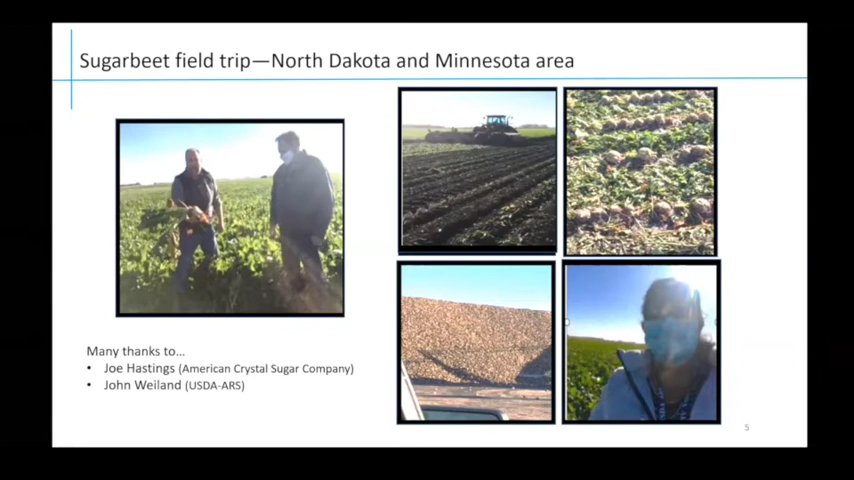 Sugarbeet field trip—North Dakota and Minnesota area
Many thanks to…
• Joe Hastings (American Crystal Sugar Company)
• John Weiland (USDA-ARS)
5